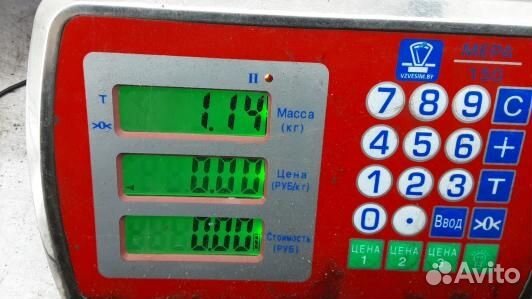 МЕРА
150
VZVESIM.BY
II
T
>0<
1.14
Масса
(кг)
0.00
Цена
(РУБ/кг)
0.00
Стоимость
(РУБ)
7 8 9 C
4 5 6 +
1 2 3 T
0 . Ввод >0<
ЦЕНА 1
ЦЕНА 2
ЦЕНА 3
Avito